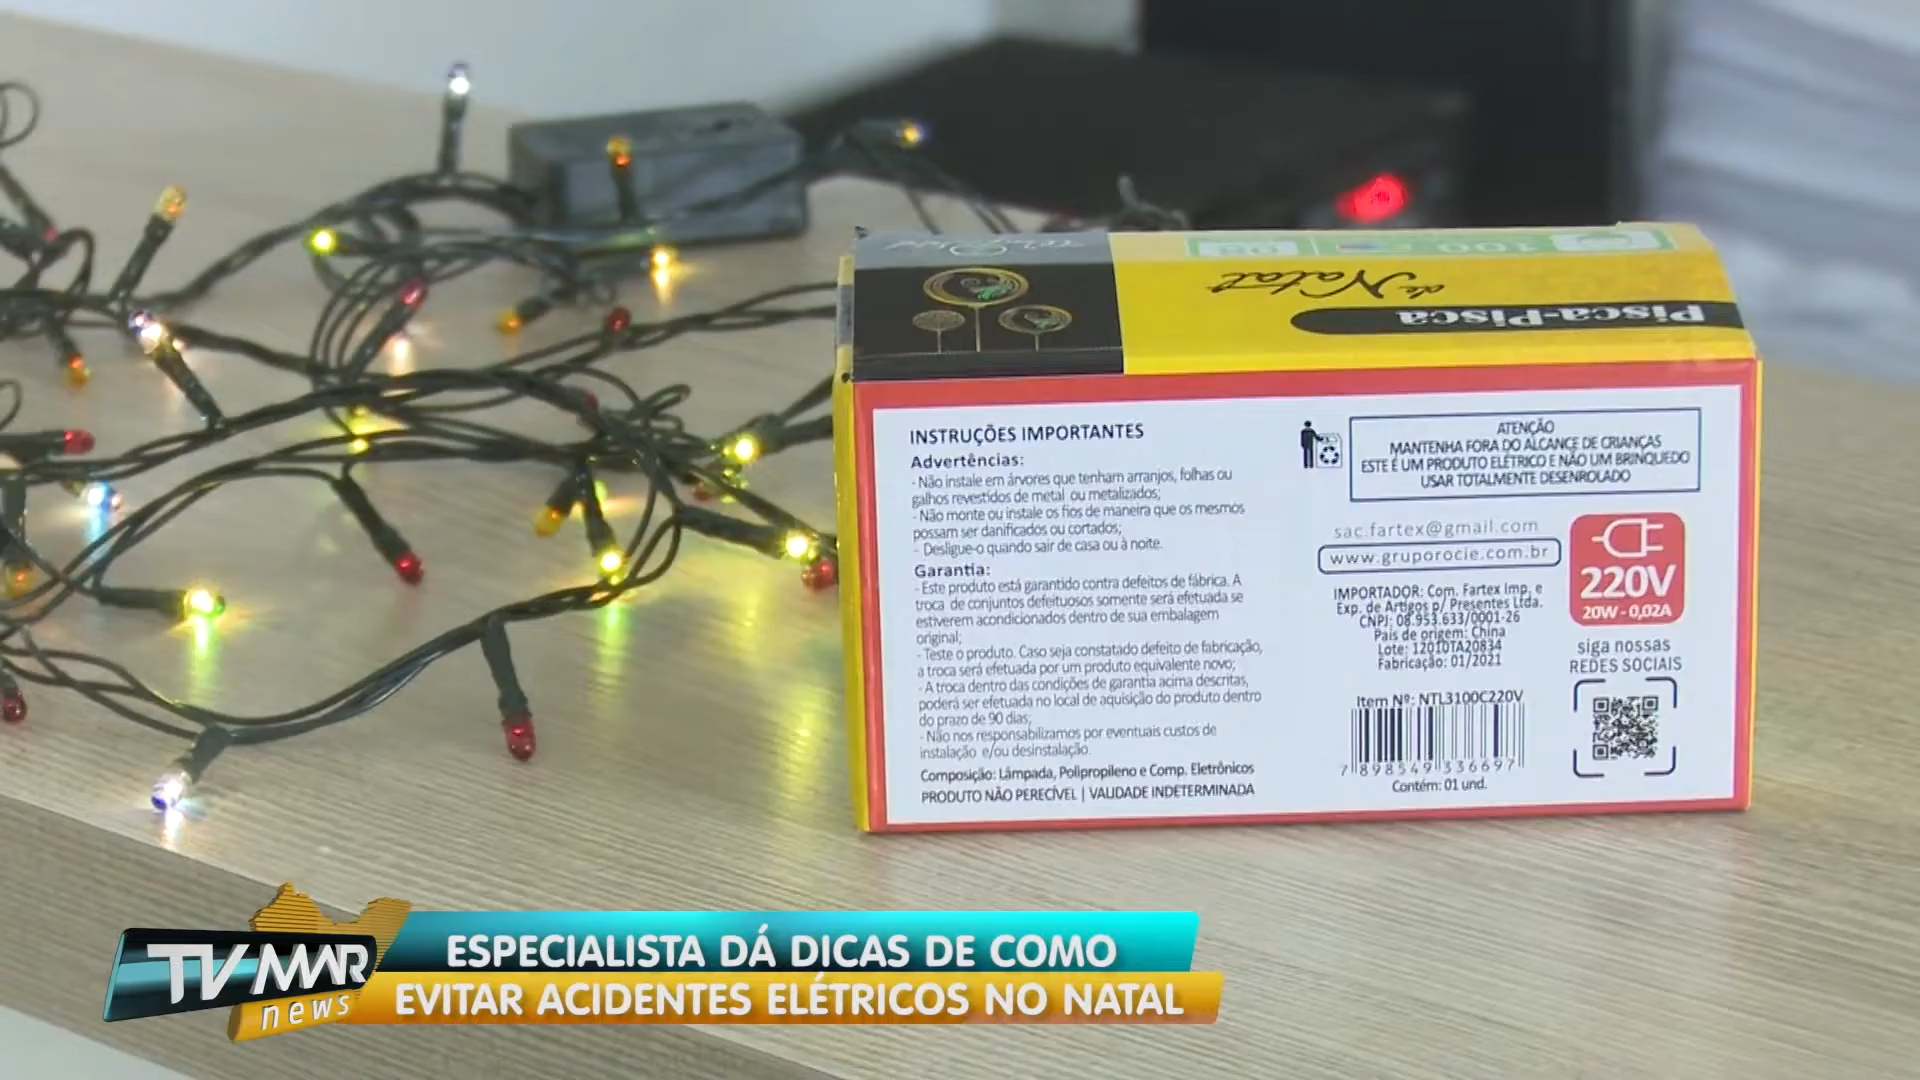 100
de Natal
Pisca-Pisca
INSTRUÇÕES IMPORTANTES
Advertências:
- Não instale em árvores que tenham arranjos, folhas ou
galhos revestidos de metal ou metalizados;
- Não monte ou instale os fios de maneira que os mesmos
possam ser danificados ou cortados;
- Desligue-o quando sair de casa ou à noite.
Garantia:
- Este produto está garantido contra defeitos de fábrica. A
troca de conjuntos defeituosos somente será efetuada se
estiverem acondicionados dentro de sua embalagem
original;
- Teste o produto. Caso seja constatado defeito de fabricação,
a troca será efetuada por um produto equivalente novo;
- A troca dentro das condições de garantia acima descritas,
poderá ser efetuada no local de aquisição do produto dentro
do prazo de 90 dias;
- Não nos responsabilizamos por eventuais custos de
instalação e/ou desinstalação.
Composição: Lâmpada, Polipropileno e Comp. Eletrônicos
PRODUTO NÃO PERECÍVEL | VALIDADE INDETERMINADA
ATENÇÃO
MANTENHA FORA DO ALCANCE DE CRIANÇAS
ESTE É UM PRODUTO ELÉTRICO E NÃO UM BRINQUEDO
USAR TOTALMENTE DESENROLADO
sac.fartex@gmail.com
www.gruporocie.com.br
IMPORTADOR: Com. Fartex Imp. e
Exp. de Artigos p/ Presentes Ltda.
CNPJ: 08.953.633/0001-26
País de origem: China
Lote: 12010TA20834
Fabricação: 01/2021
220V
20W - 0,02A
siga nossas
REDES SOCIAIS
Item Nº: NTL3100C220V
7 898549 336697
Contém: 01 und.
TV MAR
news
ESPECIALISTA DÁ DICAS DE COMO
EVITAR ACIDENTES ELÉTRICOS NO NATAL